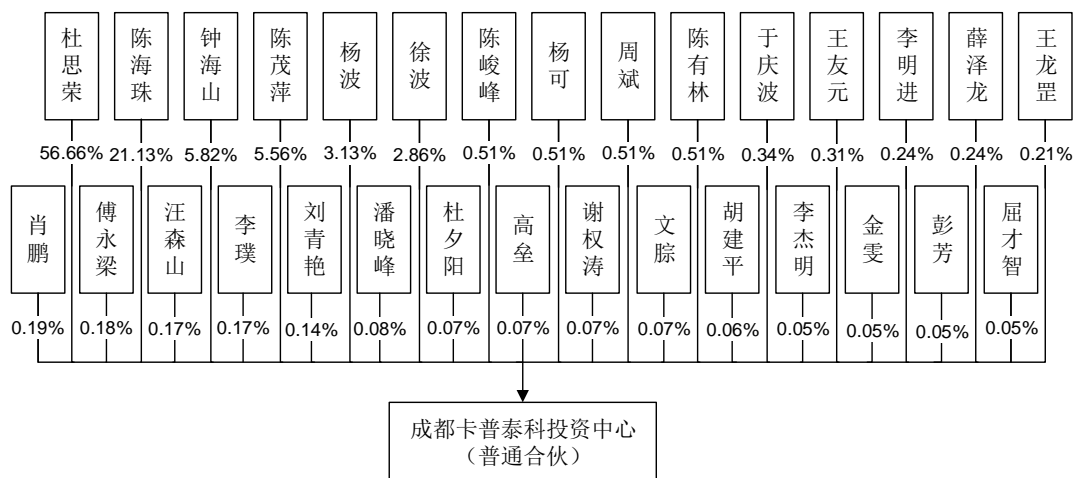 杜思荣
陈海珠
钟海山
陈茂萍
杨波
徐波
陈峻峰
杨可
周斌
陈有林
于庆波
王友元
李明进
薛泽龙
王龙罡
56.66% 21.13% 5.82% 5.56% 3.13% 2.86% 0.51% 0.51% 0.51% 0.51% 0.34% 0.31% 0.24% 0.24% 0.21%
肖鹏
傅永梁
汪森山
李璞
刘青艳
潘晓峰
杜夕阳
高垒
谢权涛
文腙
胡建平
李杰明
金雯
彭芳
屈才智
0.19% 0.18% 0.17% 0.17% 0.14% 0.08% 0.07% 0.07% 0.07% 0.07% 0.06% 0.05% 0.05% 0.05% 0.05%
成都卡普泰科投资中心
（普通合伙）